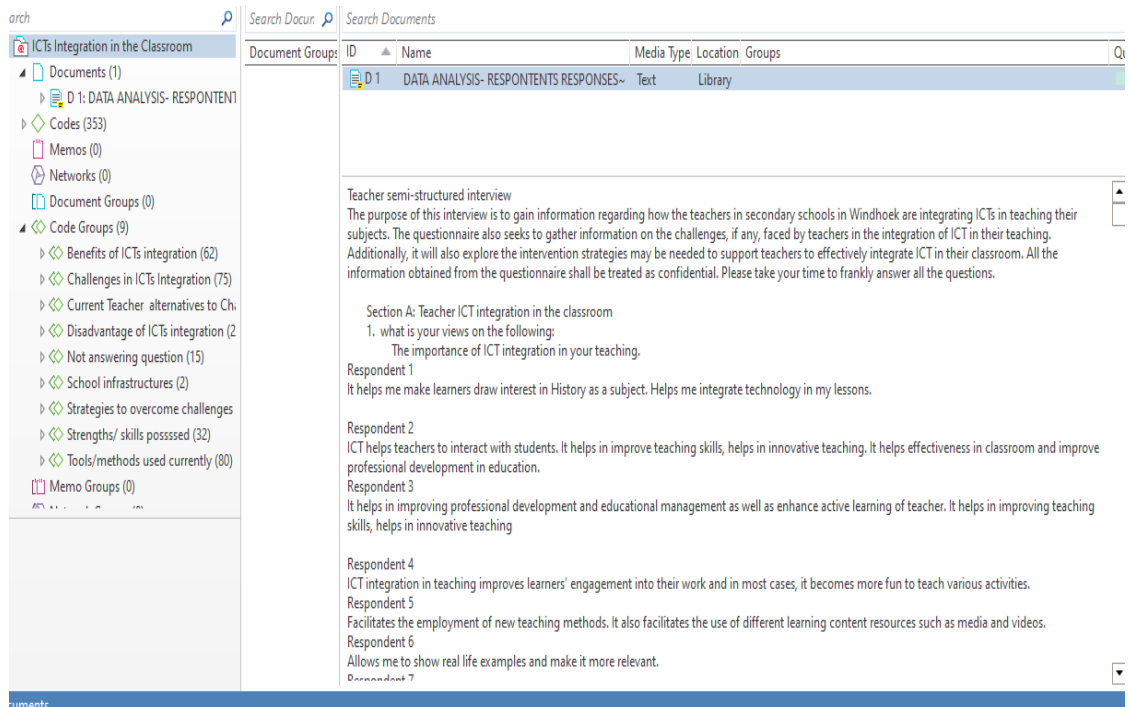 arch
ICTs Integration in the Classroom
Documents (1)
D 1: DATA ANALYSIS- RESPONTENT
Codes (353)
Memos (0)
Networks (0)
Document Groups (0)
Code Groups (9)
Benefits of ICTs integration (62)
Challenges in ICTs Integration (75)
Current Teacher alternatives to Cha
Disadvantage of ICTs integration (2
Not answering question (15)
School infrastructures (2)
Strategies to overcome challenges
Strengths/ skills possssed (32)
Tools/methods used currently (80)
Memo Groups (0)
Search Docur.
Document Groups
Search Documents
ID Name Media Type Location Groups Qu
D 1 DATA ANALYSIS- RESPONTENTS RESPONSES~ Text Library
Teacher semi-structured interview
The purpose of this interview is to gain information regarding how the teachers in secondary schools in Windhoek are integrating ICTs in teaching their
subjects. The questionnaire also seeks to gather information on the challenges, if any, faced by teachers in the integration of ICT in their teaching.
Additionally, it will also explore the intervention strategies may be needed to support teachers to effectively integrate ICT in their classroom. All the
information obtained from the questionnaire shall be treated as confidential. Please take your time to frankly answer all the questions.
Section A: Teacher ICT integration in the classroom
1. what is your views on the following:
The importance of ICT integration in your teaching.
Respondent 1
It helps me make learners draw interest in History as a subject. Helps me integrate technology in my lessons.
Respondent 2
ICT helps teachers to interact with students. It helps in improve teaching skills, helps in innovative teaching. It helps effectiveness in classroom and improve
professional development in education.
Respondent 3
It helps in improving professional development and educational management as well as enhance active learning of teacher. It helps in improving teaching
skills, helps in innovative teaching
Respondent 4
ICT integration in teaching improves learners' engagement into their work and in most cases, it becomes more fun to teach various activities.
Respondent 5
Facilitates the employment of new teaching methods. It also facilitates the use of different learning content resources such as media and videos.
Respondent 6
Allows me to show real life examples and make it more relevant.
Respondent 7
cuments